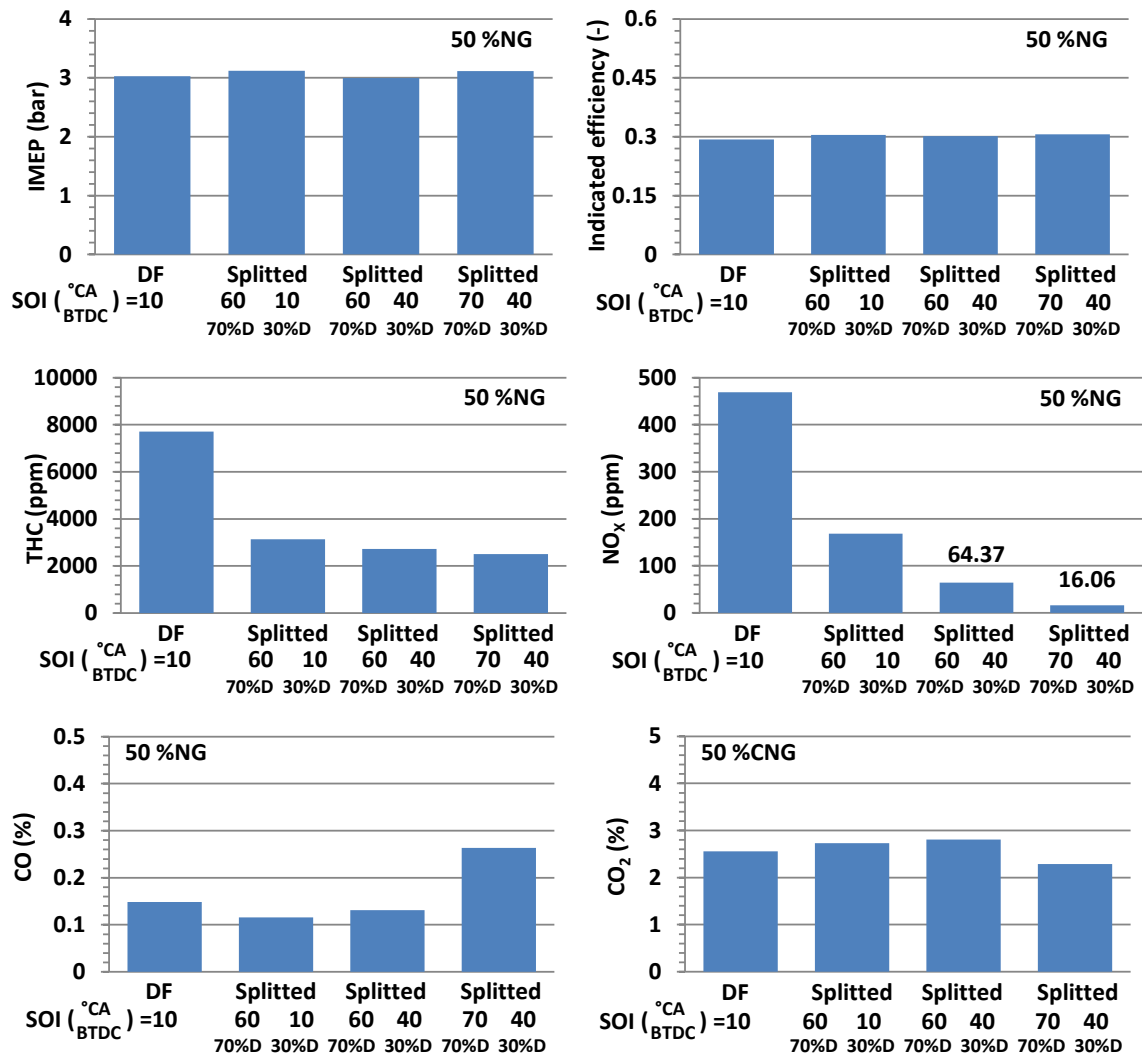 4
3
2
1
0
IMEP (bar)
50 %NG
DF Splitted Splitted Splitted
SOI (°CA BTDC) =10 60 10 60 40 70 40
70%D 30%D 70%D 30%D 70%D 30%D
0.6
0.45
0.3
0.15
0
Indicated efficiency (-)
50 %NG
DF Splitted Splitted Splitted
SOI (°CA BTDC) =10 60 10 60 40 70 40
70%D 30%D 70%D 30%D 70%D 30%D
10000
8000
6000
4000
2000
0
THC (ppm)
50 %NG
DF Splitted Splitted Splitted
SOI (°CA BTDC) =10 60 10 60 40 70 40
70%D 30%D 70%D 30%D 70%D 30%D
500
400
300
200
100
0
NOX (ppm)
50 %NG
64.37
16.06
DF Splitted Splitted Splitted
SOI (°CA BTDC) =10 60 10 60 40 70 40
70%D 30%D 70%D 30%D 70%D 30%D
0.5
0.4
0.3
0.2
0.1
0
CO (%)
50 %NG
DF Splitted Splitted Splitted
SOI (°CA BTDC) =10 60 10 60 40 70 40
70%D 30%D 70%D 30%D 70%D 30%D
5
4
3
2
1
0
CO2 (%)
50 %CNG
DF Splitted Splitted Splitted
SOI (°CA BTDC) =10 60 10 60 40 70 40
70%D 30%D 70%D 30%D 70%D 30%D